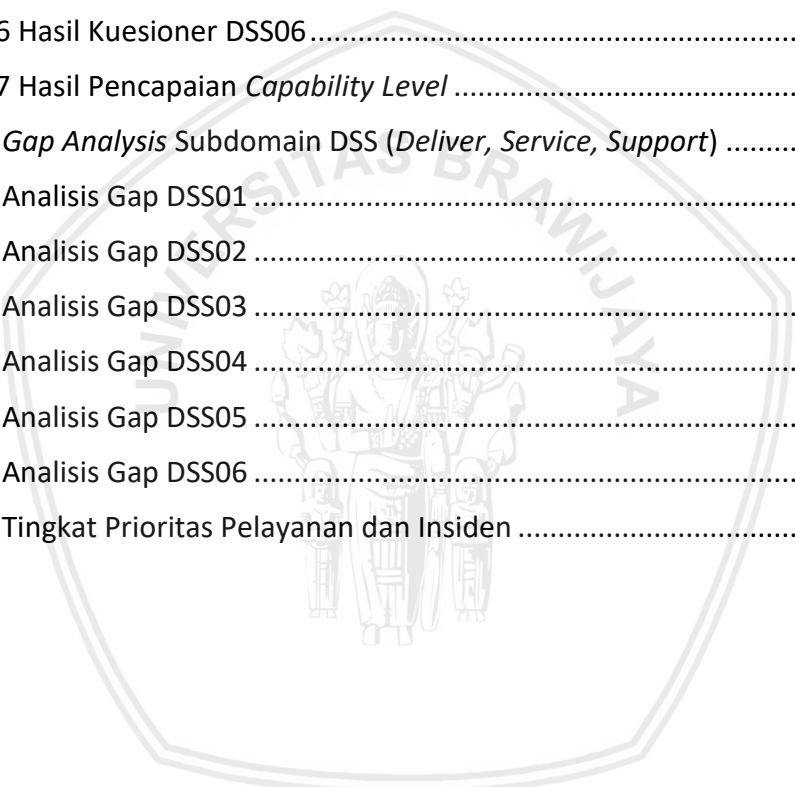 6 Hasil Kuesioner DSS06............................................................
7 Hasil Pencapaian Capability Level..........................................
Gap Analysis Subdomain DSS (Deliver, Service, Support) .........
Analisis Gap DSS01 ....................................................................
Analisis Gap DSS02 ....................................................................
Analisis Gap DSS03 ....................................................................
Analisis Gap DSS04 ....................................................................
Analisis Gap DSS05 ....................................................................
Analisis Gap DSS06 ....................................................................
Tingkat Prioritas Pelayanan dan Insiden ...................................
UNIVERSITAS BRAWIJAYA